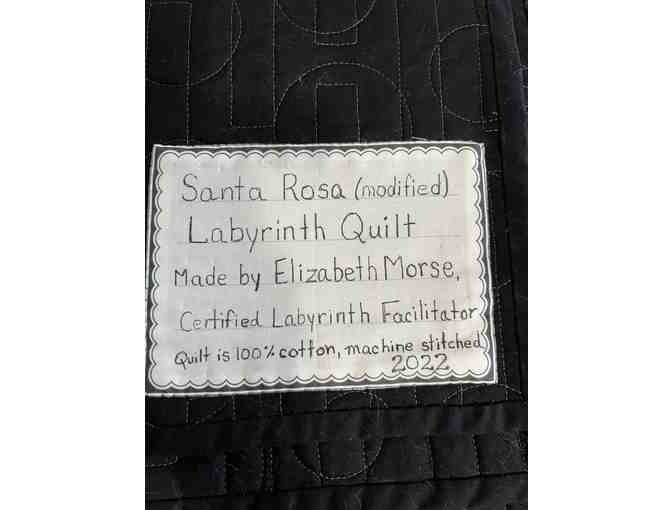 Santa Rosa (modified)
Labyrinth Quilt
Made by Elizabeth Morse,
Certified Labyrinth Facilitator
Quilt is 100% cotton, machine stitched
2022